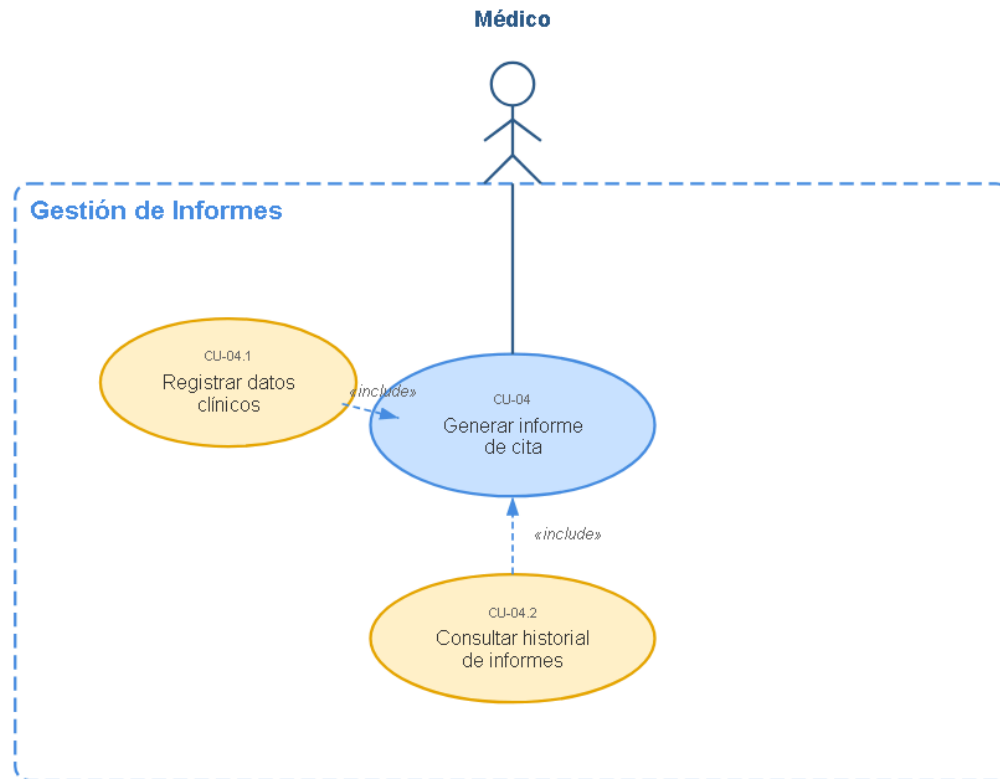 Médico
Gestión de Informes
CU-04.1
Registrar datos
clínicos
«include»
CU-04
Generar informe
de cita
«include»
CU-04.2
Consultar historial
de informes